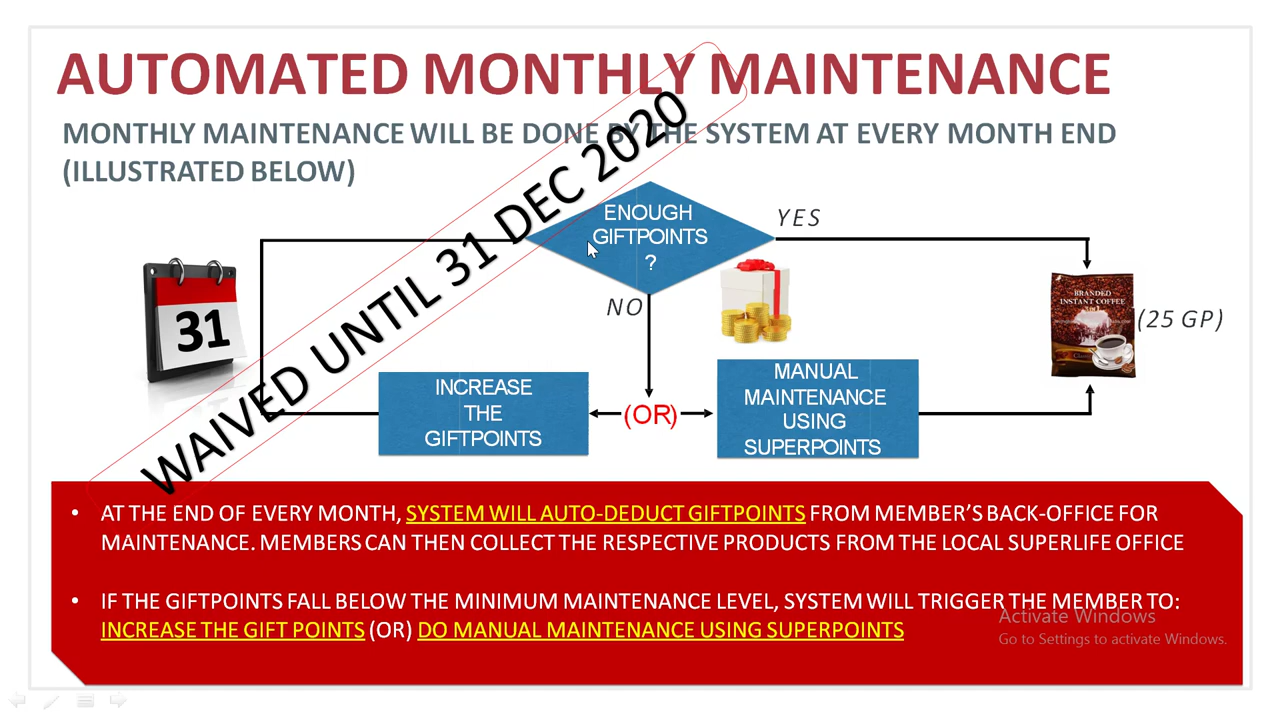 AUTOMATED MONTHLY MAINTENANCE
MONTHLY MAINTENANCE WILL BE DONE BY THE SYSTEM AT EVERY MONTH END
(ILLUSTRATED BELOW)
WAIVED UNTIL 31 DEC 2020
ENOUGH
GIFTPOINTS
?
YES
NO
31
BRANDED
INSTANT COFFEE
(25 GP)
INCREASE
THE
GIFTPOINTS
(OR)
MANUAL
MAINTENANCE
USING
SUPERPOINTS
• AT THE END OF EVERY MONTH, SYSTEM WILL AUTO-DEDUCT GIFTPOINTS FROM MEMBER'S BACK-OFFICE FOR
MAINTENANCE. MEMBERS CAN THEN COLLECT THE RESPECTIVE PRODUCTS FROM THE LOCAL SUPERLIFE OFFICE
• IF THE GIFTPOINTS FALL BELOW THE MINIMUM MAINTENANCE LEVEL, SYSTEM WILL TRIGGER THE MEMBER TO:
INCREASE THE GIFT POINTS (OR) DO MANUAL MAINTENANCE USING SUPERPOINTS
Activate Windows
Go to Settings to activate Windows.